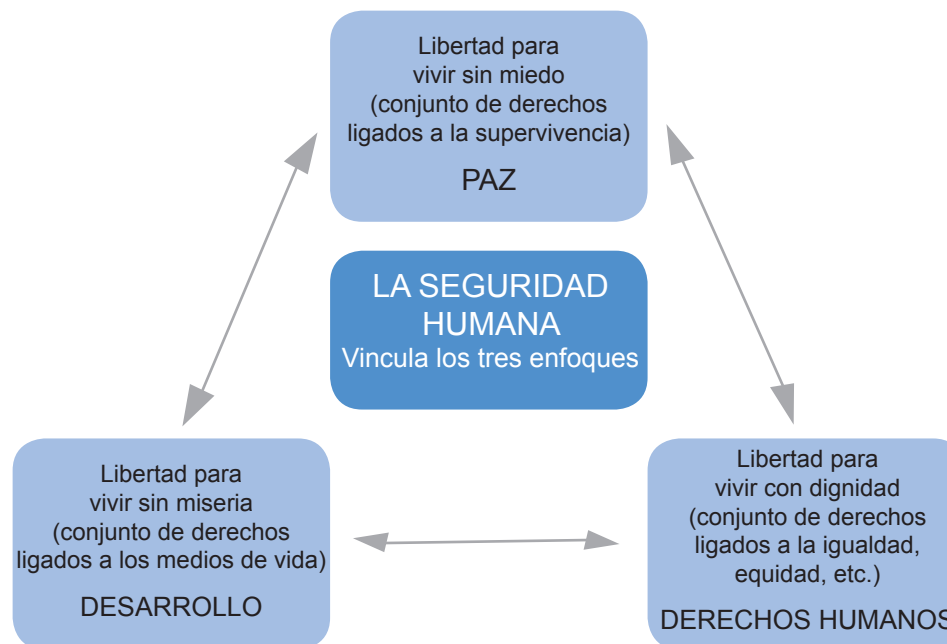 Libertad para
vivir sin miedo
(conjunto de derechos
ligados a la supervivencia)
PAZ
LA SEGURIDAD
HUMANA
Vincula los tres enfoques
Libertad para
vivir sin miseria
(conjunto de derechos
ligados a los medios de vida)
DESARROLLO
Libertad para
vivir con dignidad
(conjunto de derechos
ligados a la igualdad,
equidad, etc.)
DERECHOS HUMANOS